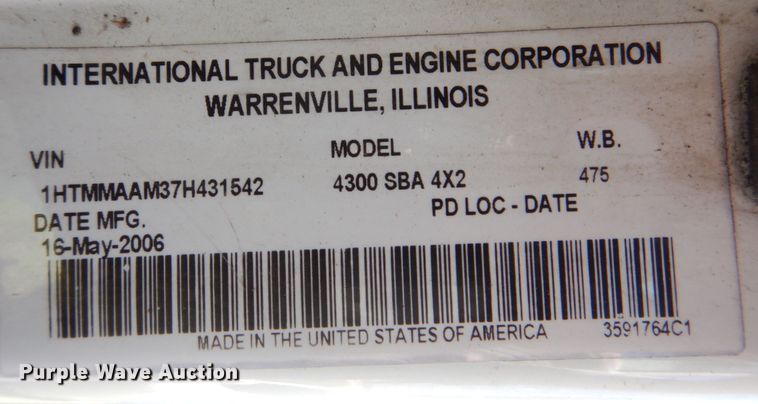 INTERNATIONAL TRUCK AND ENGINE CORPORATION
WARRENVILLE, ILLINOIS
VIN MODEL W.B.
1HTMMAAM37H431542 4300 SBA 4X2 475
DATE MFG. PD LOC - DATE
16-May-2006
MADE IN THE UNITED STATES OF AMERICA 3591764C1
Purple Wave Auction